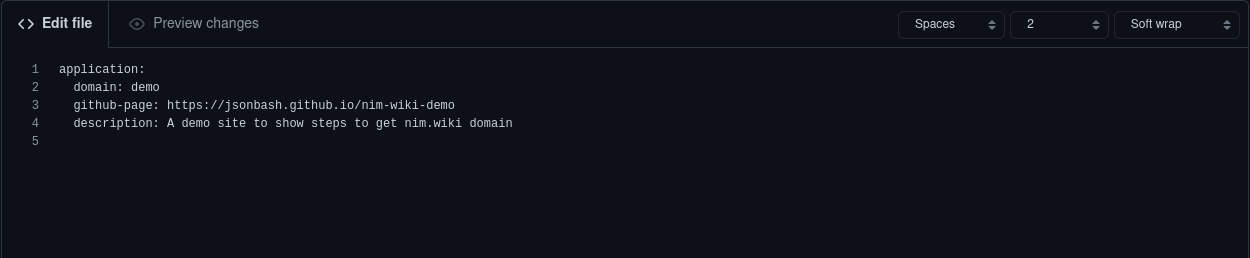 Edit file Preview changes Spaces 2 Soft wrap
1 application:
2   domain: demo
3   github-page: https://jsonbash.github.io/nim-wiki-demo
4   description: A demo site to show steps to get nim.wiki domain
5